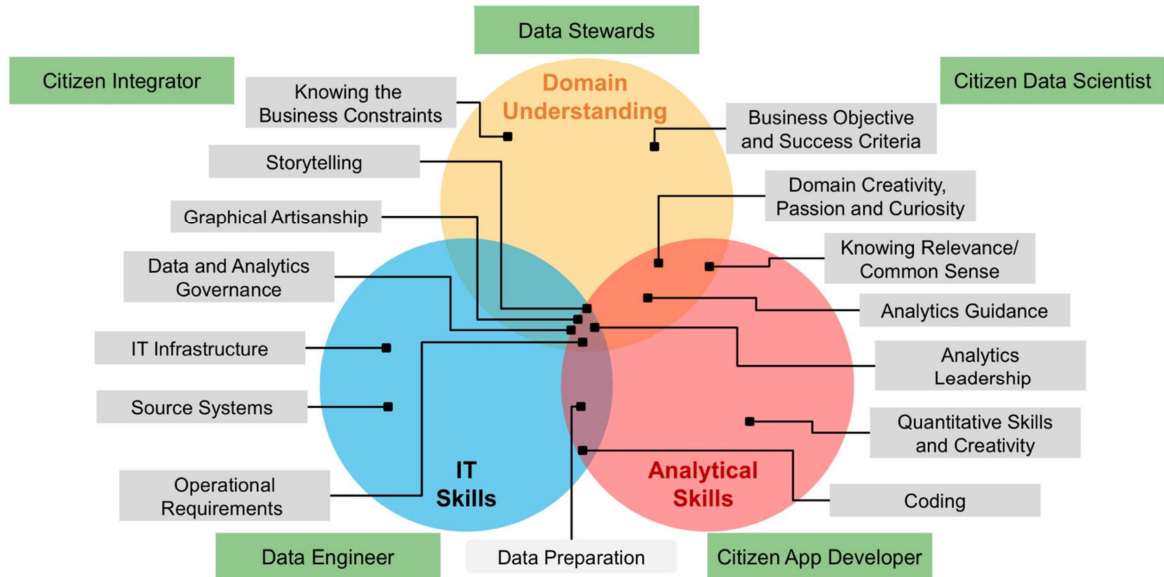 Data Stewards
Citizen Integrator
Citizen Data Scientist
Domain
Understanding
Knowing the
Business Constraints
Business Objective
and Success Criteria
Storytelling
Domain Creativity,
Passion and Curiosity
Graphical Artisanship
Knowing Relevance/
Common Sense
Data and Analytics
Governance
Analytics Guidance
IT Infrastructure
Analytics
Leadership
Source Systems
Quantitative Skills
and Creativity
IT
Skills
Analytical
Skills
Operational
Requirements
Coding
Data Engineer
Data Preparation
Citizen App Developer